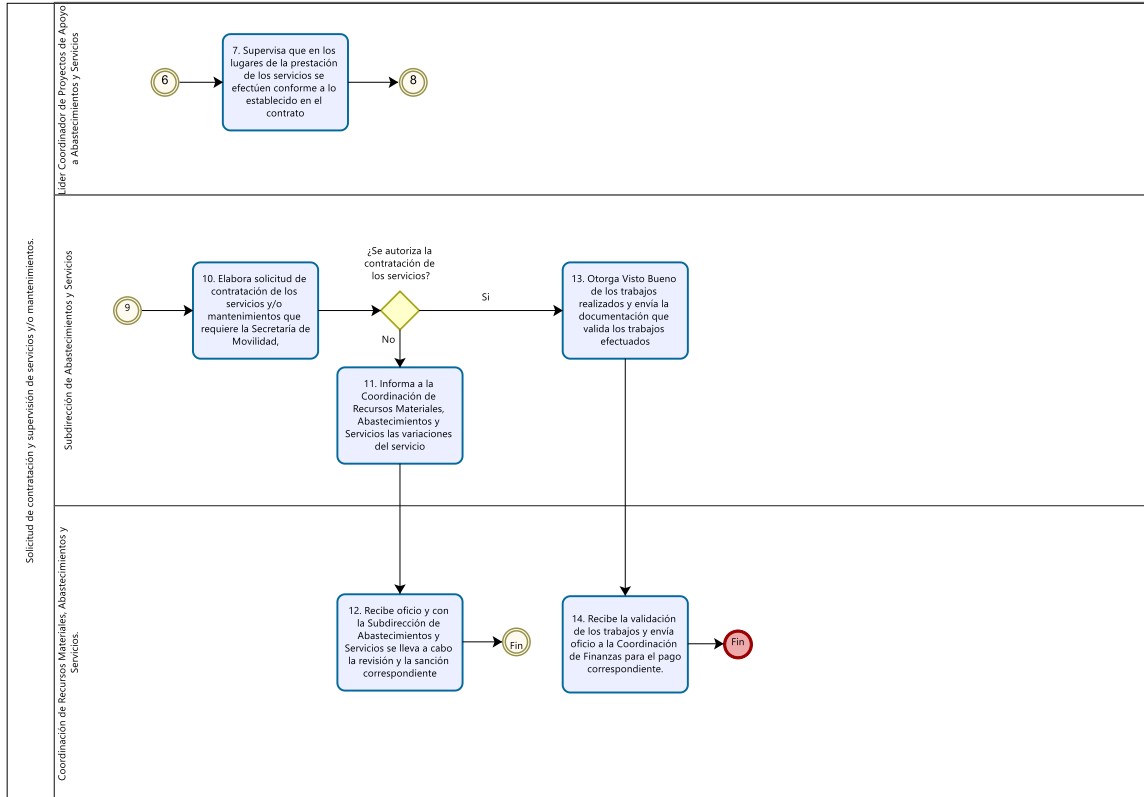 Solicitud de contratación y supervisión de servicios y/o mantenimientos.
Lider Coordinador de Proyectos de Apoyo
a Abastecimientos y Servicios
6
7. Supervisa que en los
lugares de la prestación
de los servicios se
efectúen conforme a lo
establecido en el
contrato
8
Subdirección de Abastecimientos y Servicios
9
10. Elabora solicitud de
contratación de los
servicios y/o
mantenimientos que
requiere la Secretaría de
Movilidad,
¿Se autoriza la
contratación de
los servicios?
Si
No
13. Otorga Visto Bueno
de los trabajos
realizados y envía la
documentación que
valida los trabajos
efectuados
11. Informa a la
Coordinación de
Recursos Materiales,
Abastecimientos y
Servicios las variaciones
del servicio
Coordinación de Recursos Materiales, Abastecimientos y
Servicios.
12. Recibe oficio y con
la Subdirección de
Abastecimientos y
Servicios se lleva a cabo
la revisión y la sanción
correspondiente
Fin
14. Recibe la validación
de los trabajos y envía
oficio a la Coordinación
de Finanzas para el pago
correspondiente.
Fin